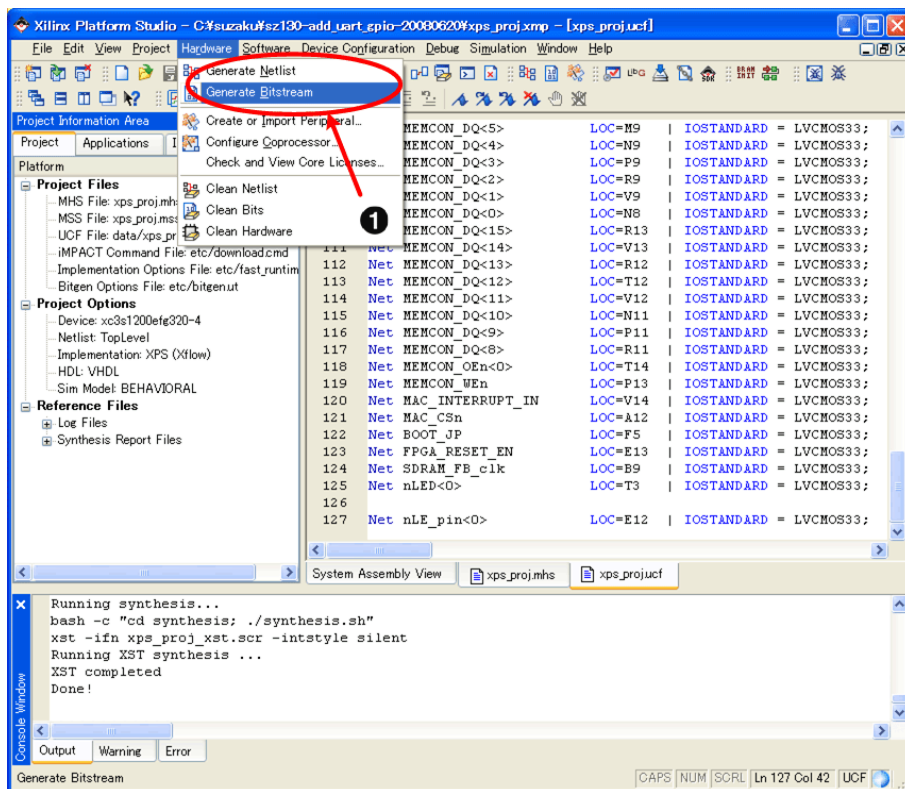 Xilinx Platform Studio - C:¥suzaku¥sz130-add_uart_gpio-20080620¥xps_proj.xmp - [xps_proj.ucf]
File Edit View Project Hardware Software Device Configuration Debug Simulation Window Help
Generate Netlist
Generate Bitstream
Create or Import Peripheral...
Configure Coprocessor...
Check and View Core Licenses...
Clean Netlist
Clean Bits
Clean Hardware
❶
Project Information Area
Project Applications
Platform
Project Files
MHS File: xps_proj.mhs
MSS File: xps_proj.mss
UCF File: data/xps_pr
iMPACT Command File: etc/download.cmd
Implementation Options File: etc/fast_runtim
Bitgen Options File: etc/bitgen.ut
Project Options
Device: xc3s1200efg320-4
Netlist: TopLevel
Implementation: XPS (Xflow)
HDL: VHDL
Sim Model: BEHAVIORAL
Reference Files
Log Files
Synthesis Report Files
MEMCON_DQ<5> LOC=M9 | IOSTANDARD = LVCMOS33;
MEMCON_DQ<4> LOC=N9 | IOSTANDARD = LVCMOS33;
MEMCON_DQ<3> LOC=P9 | IOSTANDARD = LVCMOS33;
MEMCON_DQ<2> LOC=R9 | IOSTANDARD = LVCMOS33;
MEMCON_DQ<1> LOC=V9 | IOSTANDARD = LVCMOS33;
MEMCON_DQ<0> LOC=N8 | IOSTANDARD = LVCMOS33;
MEMCON_DQ<15> LOC=R13 | IOSTANDARD = LVCMOS33;
111 Net MEMCON_DQ<14> LOC=V13 | IOSTANDARD = LVCMOS33;
112 Net MEMCON_DQ<13> LOC=R12 | IOSTANDARD = LVCMOS33;
113 Net MEMCON_DQ<12> LOC=T12 | IOSTANDARD = LVCMOS33;
114 Net MEMCON_DQ<11> LOC=V12 | IOSTANDARD = LVCMOS33;
115 Net MEMCON_DQ<10> LOC=N11 | IOSTANDARD = LVCMOS33;
116 Net MEMCON_DQ<9> LOC=P11 | IOSTANDARD = LVCMOS33;
117 Net MEMCON_DQ<8> LOC=R11 | IOSTANDARD = LVCMOS33;
118 Net MEMCON_OEn<0> LOC=T14 | IOSTANDARD = LVCMOS33;
119 Net MEMCON_WEn LOC=P13 | IOSTANDARD = LVCMOS33;
120 Net MAC_INTERRUPT_IN LOC=V14 | IOSTANDARD = LVCMOS33;
121 Net MAC_CSn LOC=A12 | IOSTANDARD = LVCMOS33;
122 Net BOOT_JP LOC=F5 | IOSTANDARD = LVCMOS33;
123 Net FPGA_RESET_EN LOC=E13 | IOSTANDARD = LVCMOS33;
124 Net SDRAM_FB_clk LOC=B9 | IOSTANDARD = LVCMOS33;
125 Net nLED<0> LOC=T3 | IOSTANDARD = LVCMOS33;
126
127 Net nLE_pin<0> LOC=E12 | IOSTANDARD = LVCMOS33;
System Assembly View xps_proj.mhs xps_proj.ucf
Running synthesis...
bash -c "cd synthesis; ./synthesis.sh"
xst -ifn xps_proj_xst.scr -intstyle silent
Running XST synthesis ...
XST completed
Done!
Console Window
Output Warning Error
Generate Bitstream CAPS NUM SCRL Ln 127 Col 42 UCF